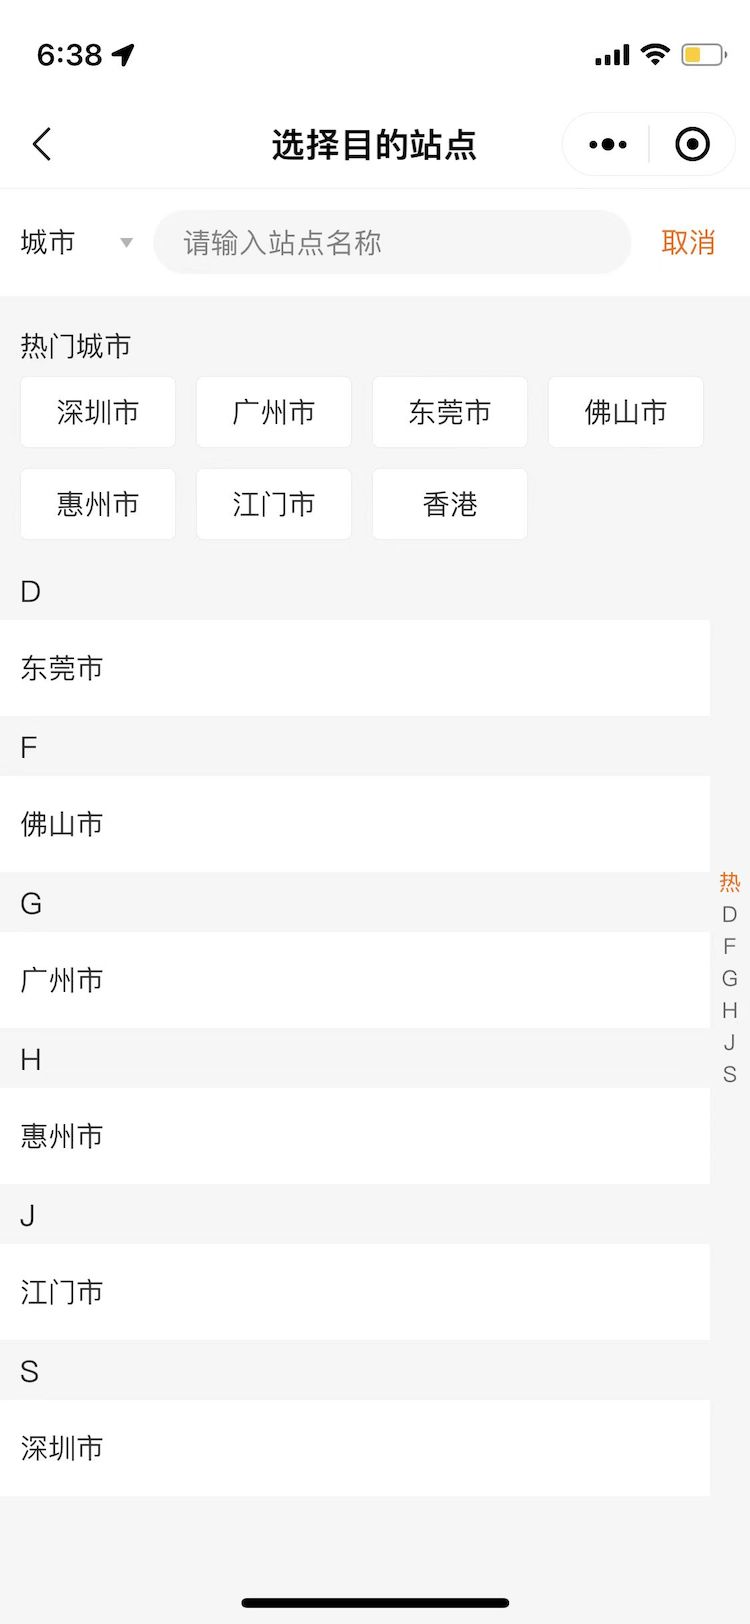 6:38
选择目的站点
城市 请输入站点名称 取消
热门城市
深圳市 广州市 东莞市 佛山市
惠州市 江门市 香港
D
东莞市
F
佛山市
G
广州市
H
惠州市
J
江门市
S
深圳市
热
D
F
G
H
J
S